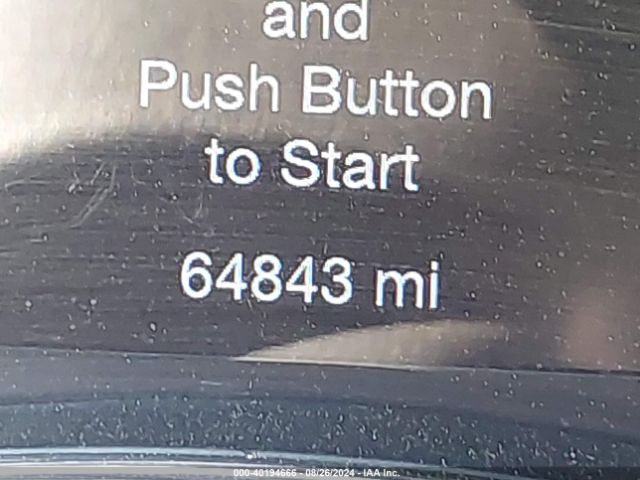 and
Push Button
to Start
64843 mi
000-40194666 - 08/26/2024 - IAA Inc.